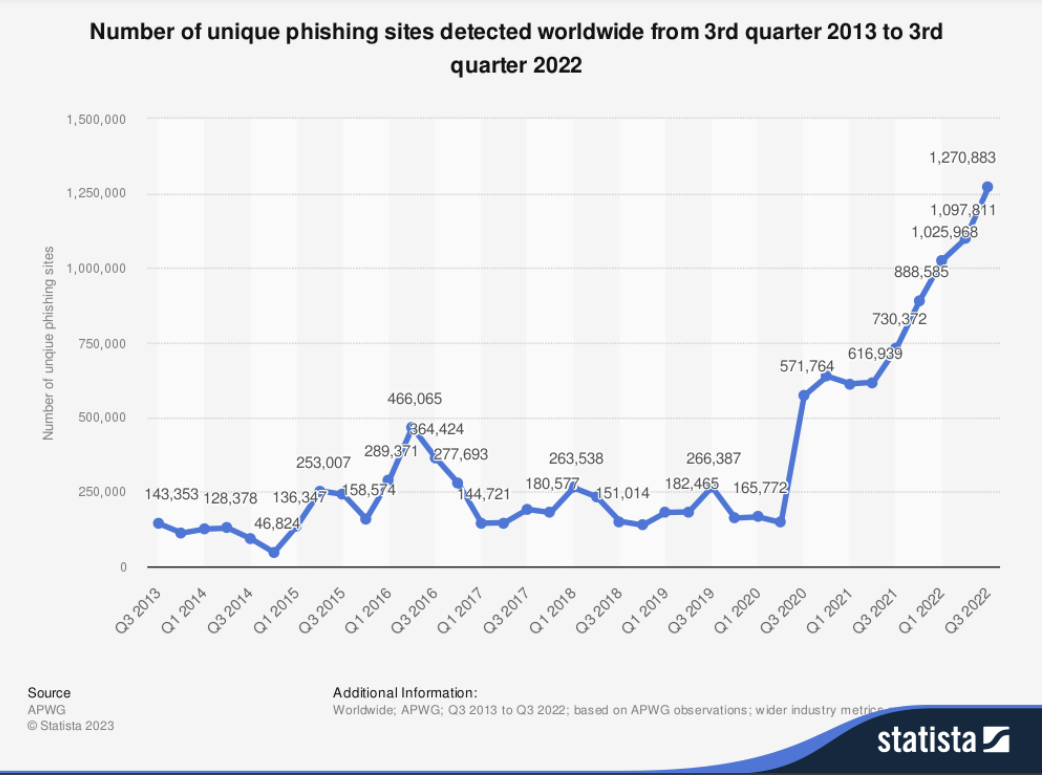 Number of unique phishing sites detected worldwide from 3rd quarter 2013 to 3rd
quarter 2022
Number of unqiue phishing sites
1,500,000
1,250,000
1,000,000
750,000
500,000
250,000
0
143,353
128,378
46,824
136,347
253,007
158,574
289,371
466,065
364,424
277,693
144,721
180,577
263,538
151,014
182,465
266,387
165,772
571,764
616,939
730,372
888,585
1,025,968
1,097,811
1,270,883
Q3 2013
Q1 2014
Q3 2014
Q1 2015
Q3 2015
Q1 2016
Q3 2016
Q1 2017
Q3 2017
Q1 2018
Q3 2018
Q1 2019
Q3 2019
Q1 2020
Q3 2020
Q1 2021
Q3 2021
Q1 2022
Q3 2022
Source
APWG
© Statista 2023
Additional Information:
Worldwide; APWG; Q3 2013 to Q3 2022; based on APWG observations; wider industry metrics
statista